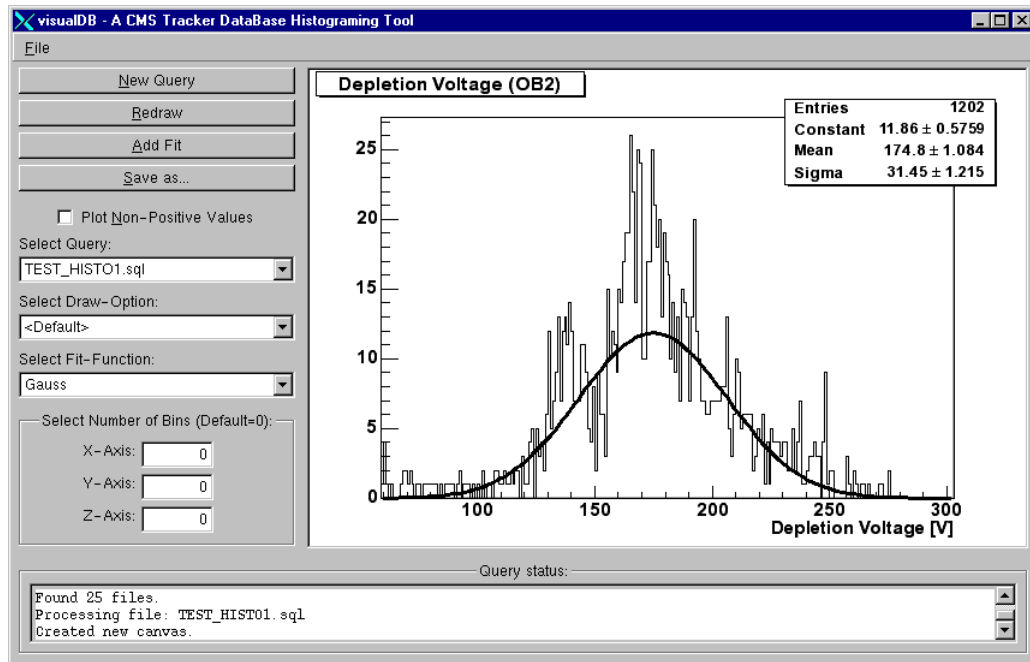 visualDB - A CMS Tracker DataBase Histograming Tool
File
New Query
Redraw
Add Fit
Save as...
Plot Non-Positive Values
Select Query:
TEST_HISTO1.sql
Select Draw-Option:
<Default>
Select Fit-Function:
Gauss
Select Number of Bins (Default=0):
X-Axis: 0
Y-Axis: 0
Z-Axis: 0
Depletion Voltage (OB2)
Entries 1202
Constant 11.86 ± 0.5759
Mean 174.8 ± 1.084
Sigma 31.45 ± 1.215
25
20
15
10
5
0
100 150 200 250 300
Depletion Voltage [V]
Query status:
Found 25 files.
Processing file: TEST_HISTO1.sql
Created new canvas.